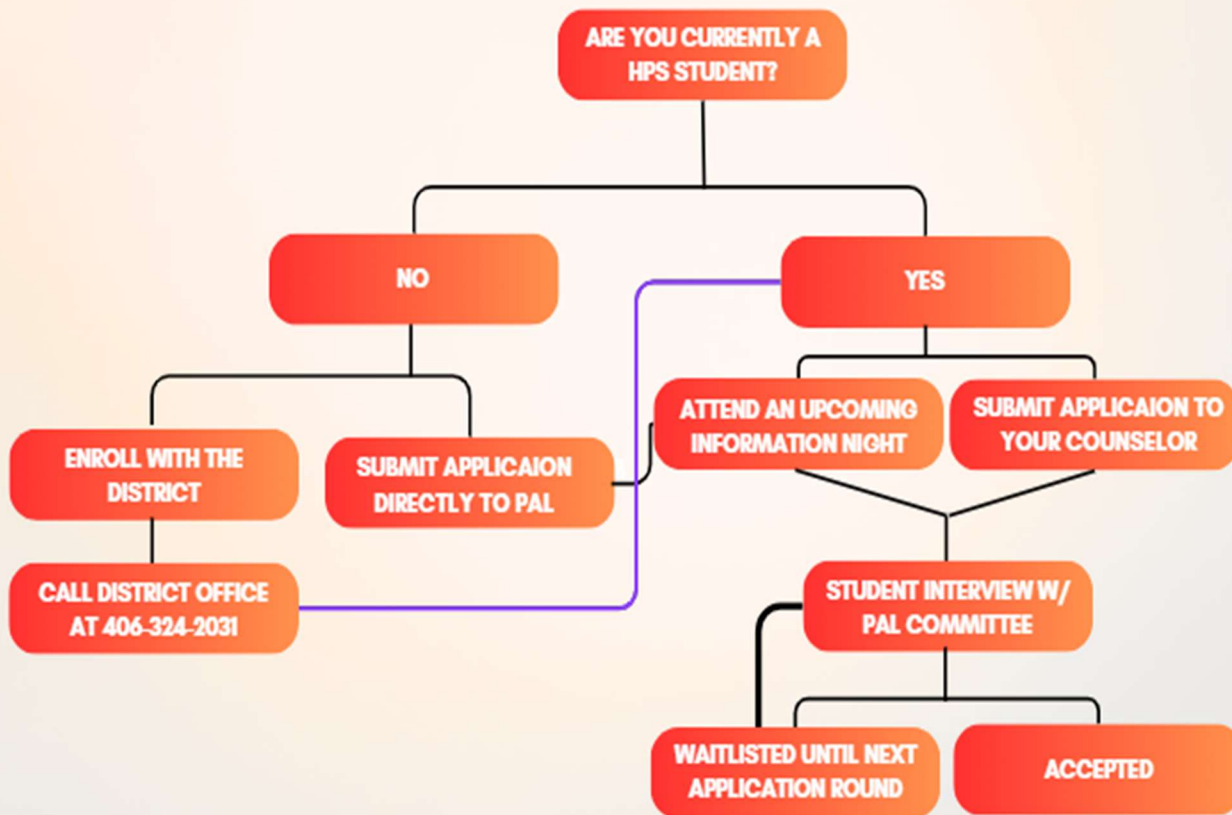 ARE YOU CURRENTLY A
HPS STUDENT?
NO
YES
ATTEND AN UPCOMING
INFORMATION NIGHT
SUBMIT APPLICAION TO
YOUR COUNSELOR
ENROLL WITH THE
DISTRICT
SUBMIT APPLICAION
DIRECTLY TO PAL
CALL DISTRICT OFFICE
AT 406-324-2031
STUDENT INTERVIEW W/
PAL COMMITTEE
WAITLISTED UNTIL NEXT
APPLICATION ROUND
ACCEPTED